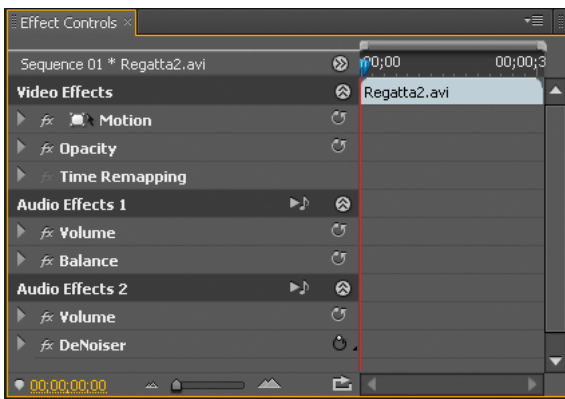 Effect Controls ×
Sequence 01 * Regatta2.avi
00;00 00;00;3
Video Effects
Regatta2.avi
fx Motion
fx Opacity
fx Time Remapping
Audio Effects 1
fx Volume
fx Balance
Audio Effects 2
fx Volume
fx DeNoiser
00;00;00;00